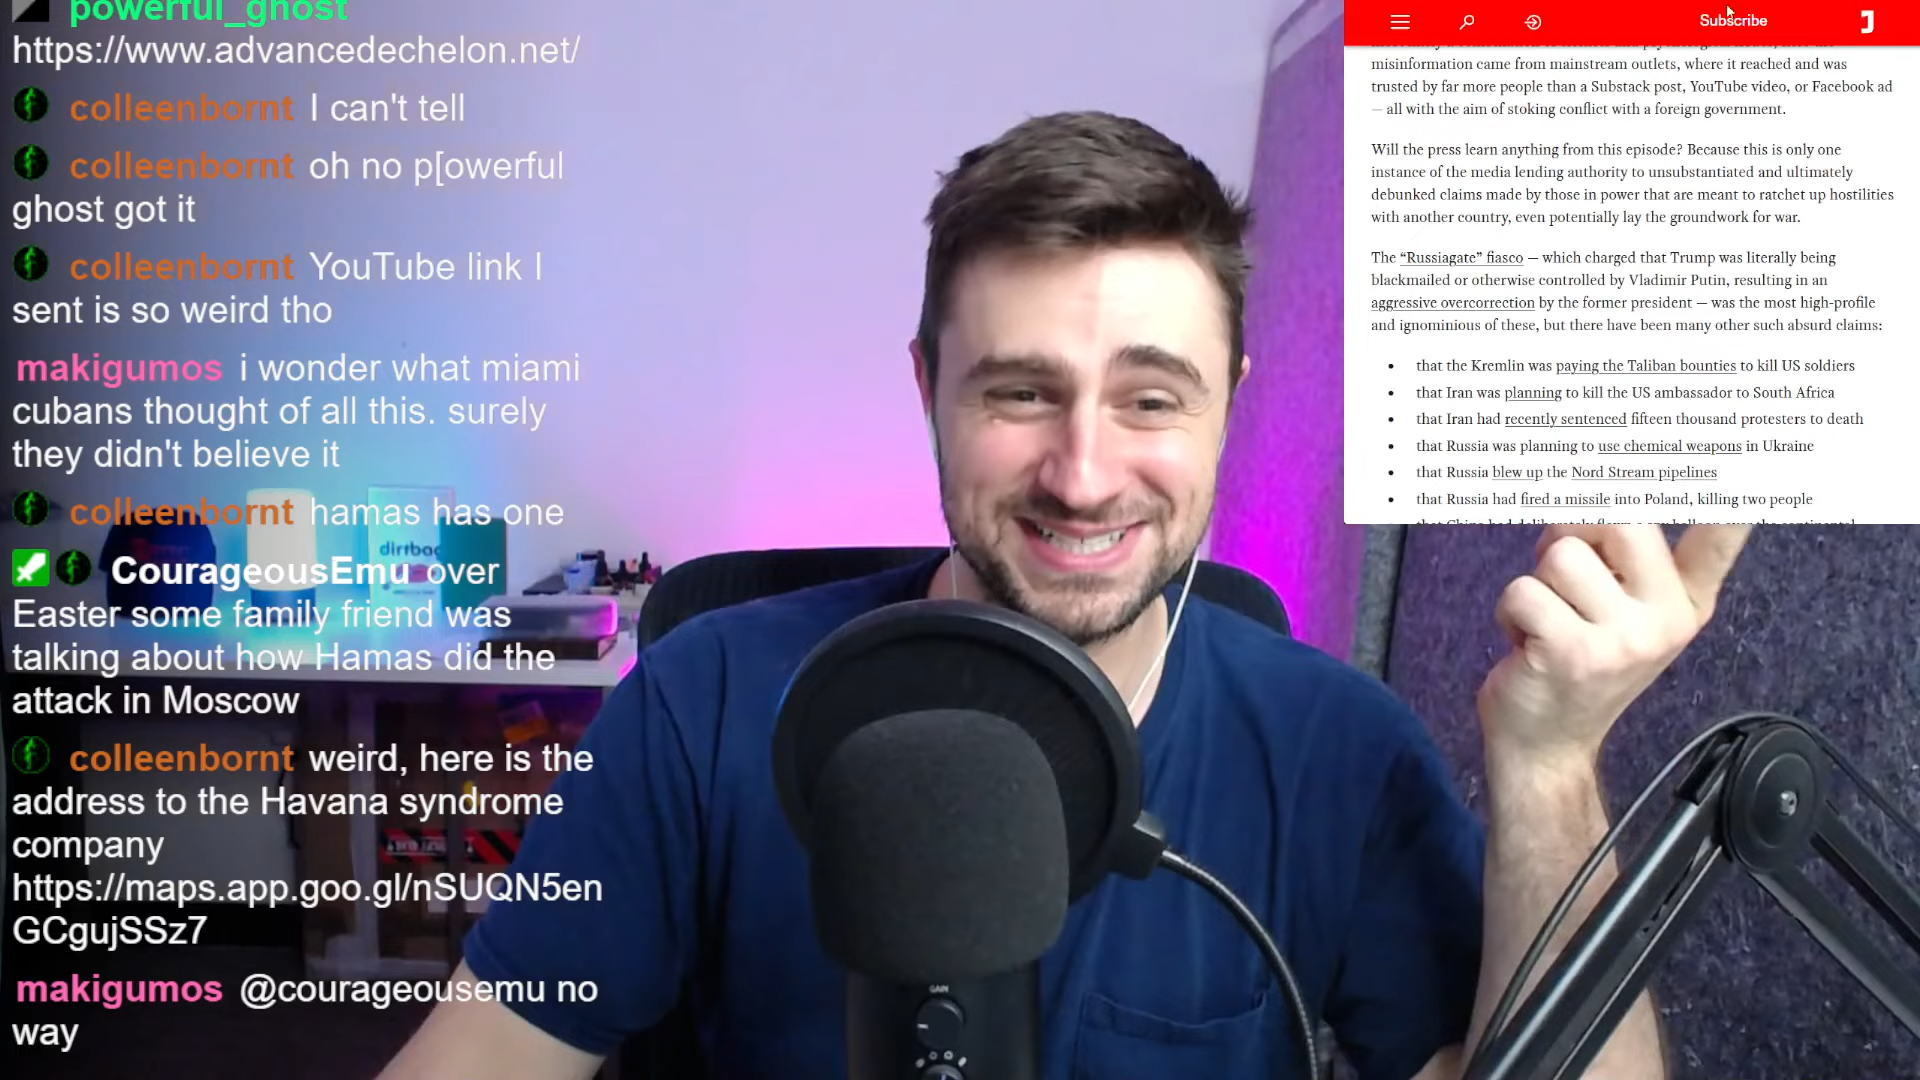 powerful_ghost
https://www.advancedechelon.net/
colleenbornt I can't tell
colleenbornt oh no p[owerful
ghost got it
colleenbornt YouTube link I
sent is so weird tho
makigumos i wonder what miami
cubans thought of all this. surely
they didn't believe it
colleenbornt hamas has one
CourageousEmu over
Easter some family friend was
talking about how Hamas did the
attack in Moscow
colleenbornt weird, here is the
address to the Havana syndrome
company
https://maps.app.goo.gl/nSUQN5en
GCgujSSz7
makigumos @courageousemu no
way
dirtbag
GAIN
Subscribe
misinformation came from mainstream outlets, where it reached and was
trusted by far more people than a Substack post, YouTube video, or Facebook ad
— all with the aim of stoking conflict with a foreign government.
Will the press learn anything from this episode? Because this is only one
instance of the media lending authority to unsubstantiated and ultimately
debunked claims made by those in power that are meant to ratchet up hostilities
with another country, even potentially lay the groundwork for war.
The “Russiagate” fiasco — which charged that Trump was literally being
blackmailed or otherwise controlled by Vladimir Putin, resulting in an
aggressive overcorrection by the former president — was the most high-profile
and ignominious of these, but there have been many other such absurd claims:
• that the Kremlin was paying the Taliban bounties to kill US soldiers
• that Iran was planning to kill the US ambassador to South Africa
• that Iran had recently sentenced fifteen thousand protesters to death
• that Russia was planning to use chemical weapons in Ukraine
• that Russia blew up the Nord Stream pipelines
• that Russia had fired a missile into Poland, killing two people